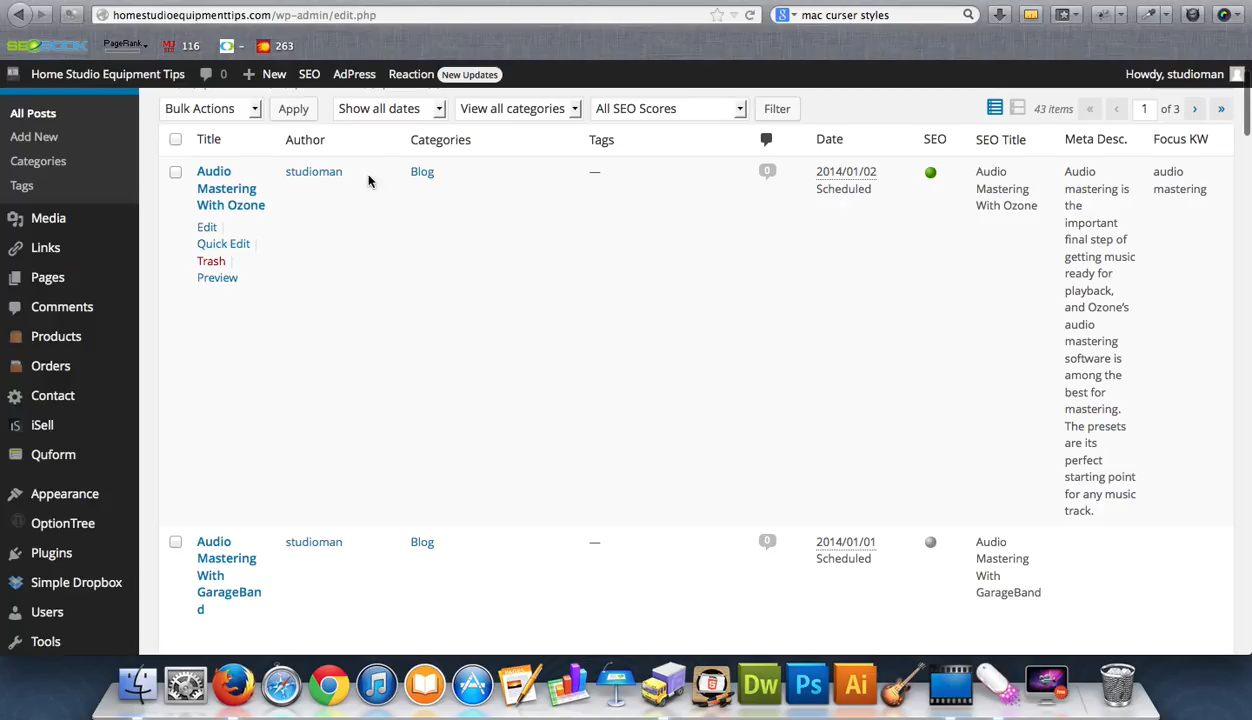 homestudioequipmenttips.com/wp-admin/edit.php
mac curser styles
SEOBOOK PageRank 116 - 263
Home Studio Equipment Tips 0 + New SEO AdPress Reaction New Updates Howdy, studioman
All Posts
Add New
Categories
Tags
Media
Links
Pages
Comments
Products
Orders
Contact
iSell
Quform
Appearance
OptionTree
Plugins
Simple Dropbox
Users
Tools
Bulk Actions Apply Show all dates View all categories All SEO Scores Filter 43 items « ‹ 1 of 3 › »
Title Author Categories Tags Date SEO SEO Title Meta Desc. Focus KW
Audio
Mastering
With Ozone
Edit
Quick Edit
Trash
Preview
studioman
Blog
—
0
2014/01/02
Scheduled
Audio
Mastering
With Ozone
Audio
mastering is
the
important
final step of
getting music
ready for
playback,
and Ozone's
audio
mastering
software is
among the
best for
mastering.
The presets
are its
perfect
starting point
for any music
track.
audio
mastering
Audio
Mastering
With
GarageBan
d
studioman
Blog
—
0
2014/01/01
Scheduled
Audio
Mastering
With
GarageBand
Dw
Ps
Ai